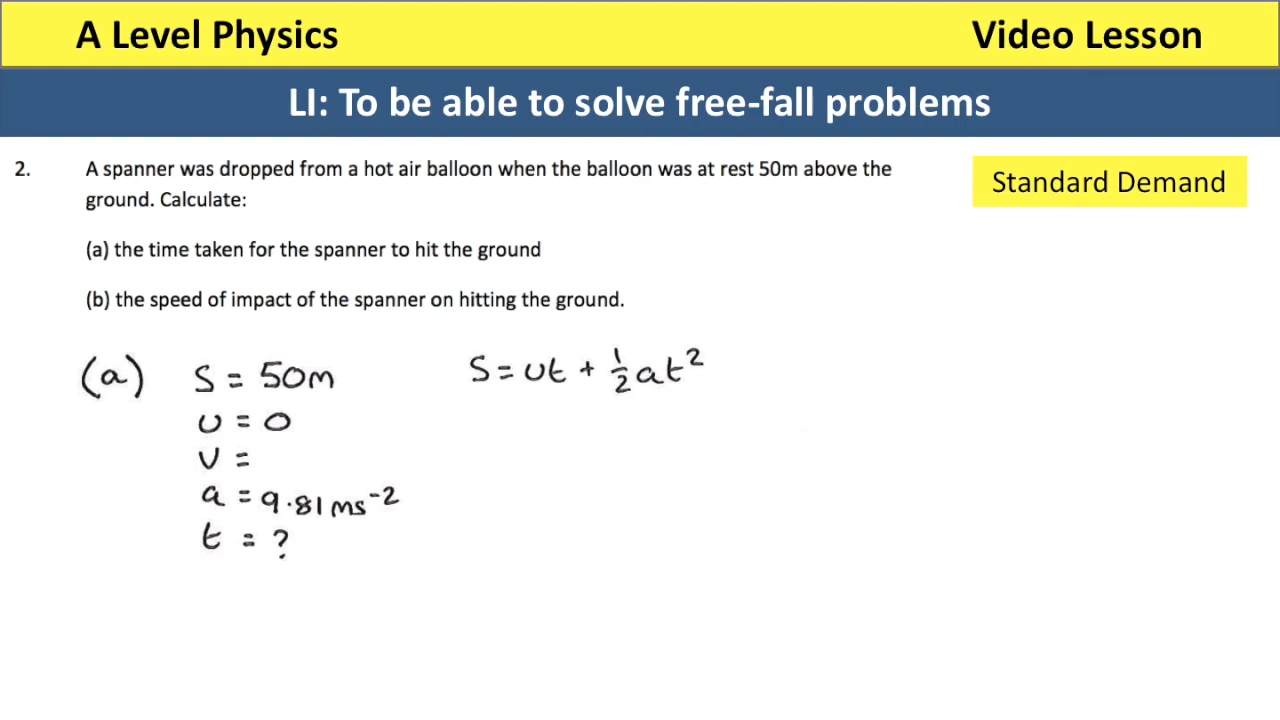 A Level Physics
Video Lesson
LI: To be able to solve free-fall problems
Standard Demand
2. A spanner was dropped from a hot air balloon when the balloon was at rest 50m above the
ground. Calculate:
(a) the time taken for the spanner to hit the ground
(b) the speed of impact of the spanner on hitting the ground.
(a) s = 50m
u = 0
v =
a = 9.81ms⁻²
t = ?
s = ut + ½at²